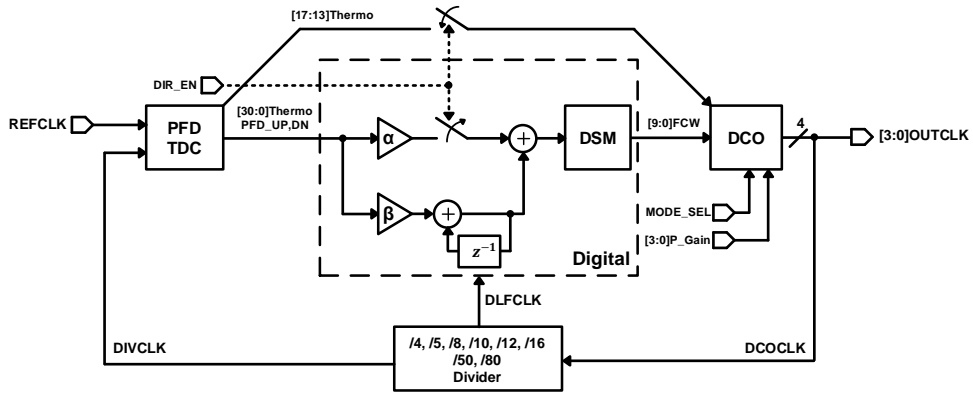 [17:13]Thermo
DIR_EN
REFCLK
PFD
TDC
[30:0]Thermo
PFD_UP,DN
α
+
DSM
[9:0]FCW
DCO
4
[3:0]OUTCLK
β
+
z⁻¹
Digital
MODE_SEL
[3:0]P_Gain
DLFCLK
DIVCLK
/4, /5, /8, /10, /12, /16
/50, /80
Divider
DCOCLK